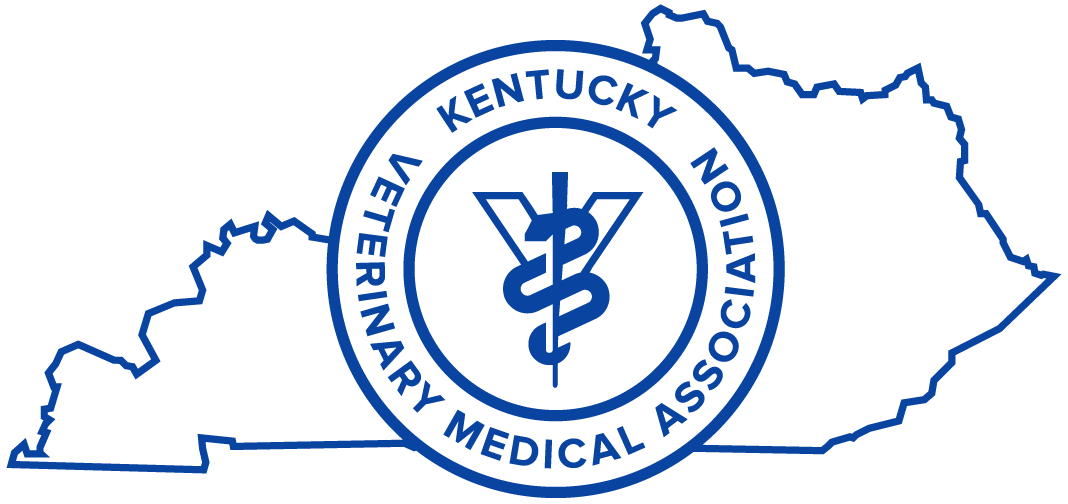 KENTUCKY
VETERINARY MEDICAL ASSOCIATION
V